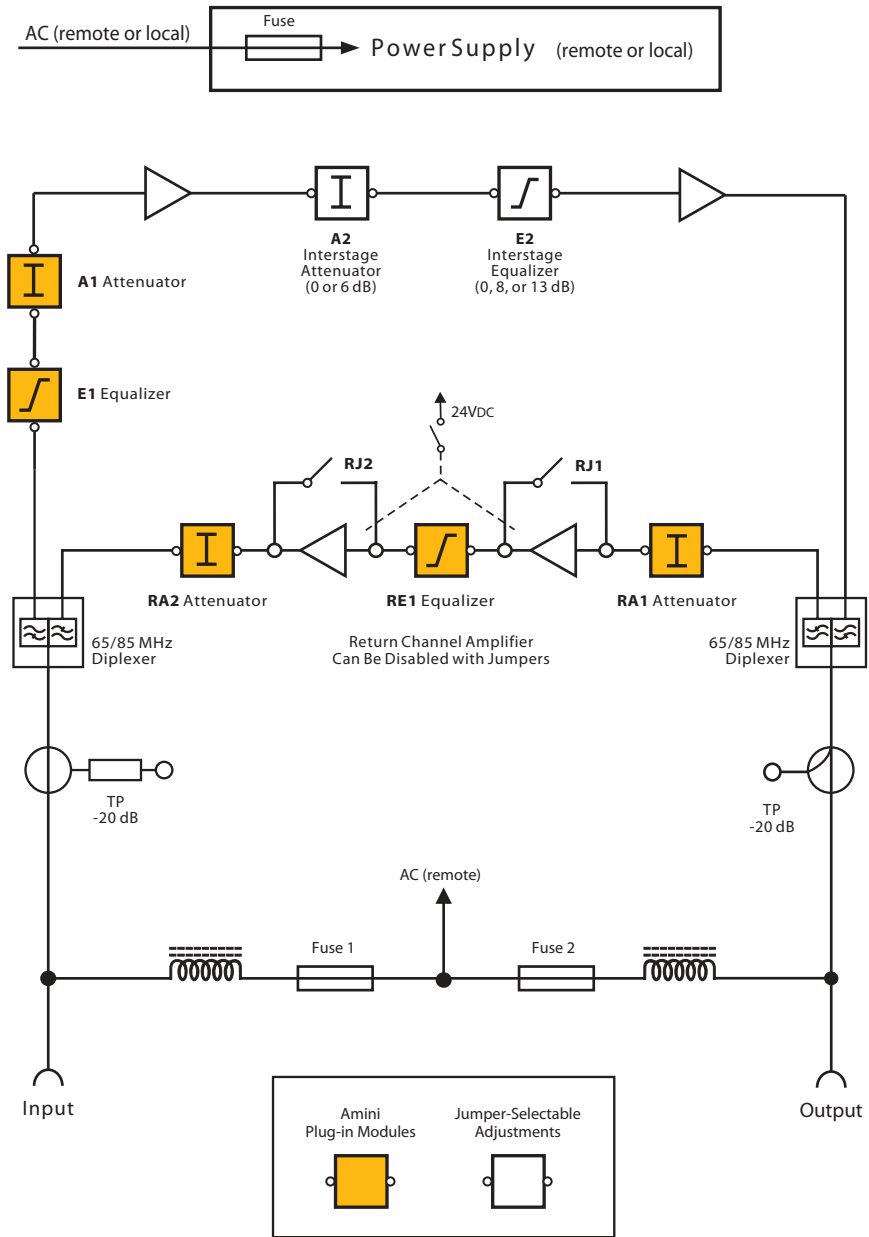 AC (remote or local)
Fuse
Power Supply (remote or local)
A2
Interstage
Attenuator
(0 or 6 dB)
E2
Interstage
Equalizer
(0, 8, or 13 dB)
A1 Attenuator
E1 Equalizer
24VDC
RJ2
RJ1
RA2 Attenuator
RE1 Equalizer
RA1 Attenuator
65/85 MHz
Diplexer
Return Channel Amplifier
Can Be Disabled with Jumpers
65/85 MHz
Diplexer
TP
-20 dB
TP
-20 dB
AC (remote)
Fuse 1
Fuse 2
Input
Output
Amini
Plug-in Modules
Jumper-Selectable
Adjustments